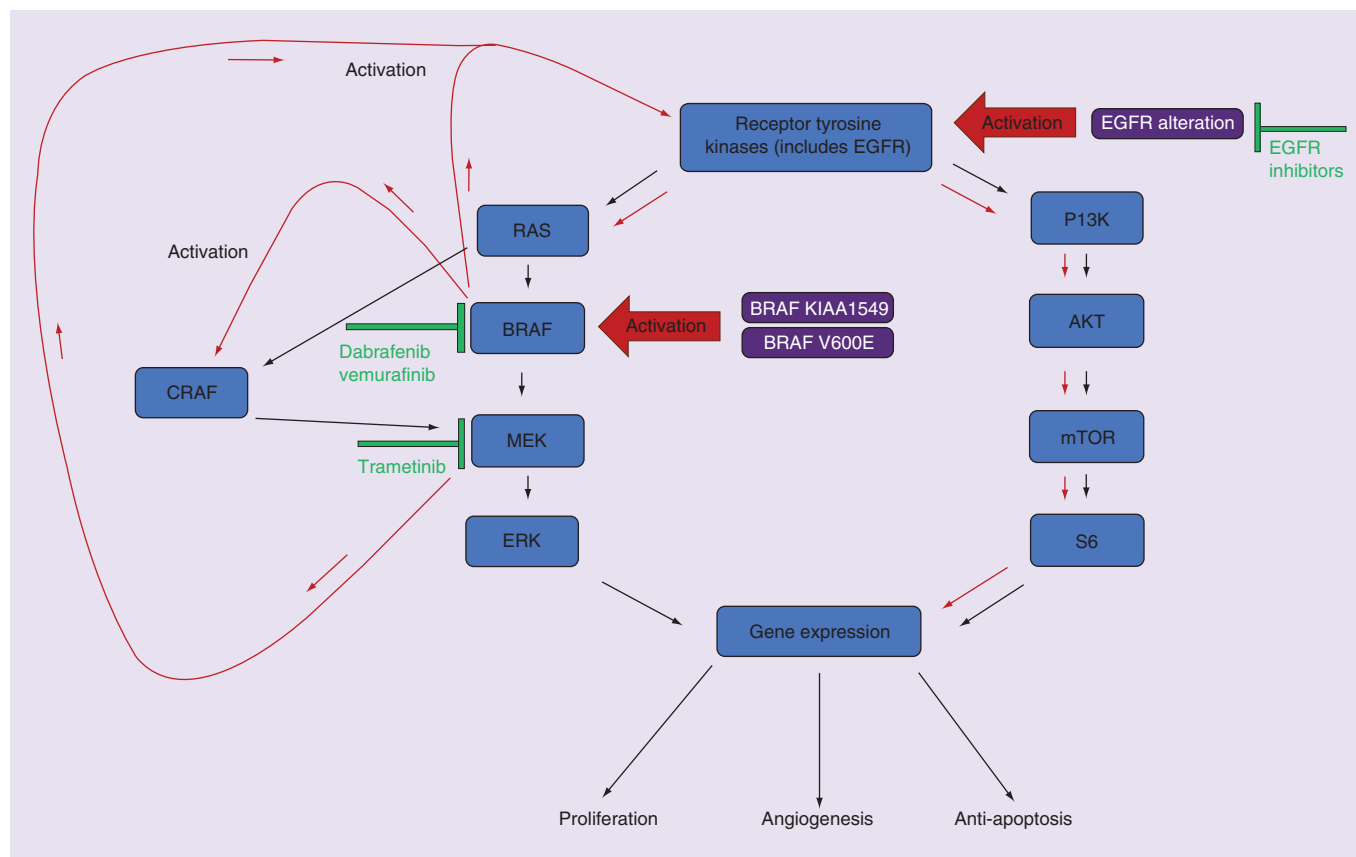 Activation
Receptor tyrosine
kinases (includes EGFR)
Activation
EGFR alteration
EGFR
inhibitors
RAS
P13K
Activation
BRAF
Activation
BRAF KIAA1549
BRAF V600E
AKT
Dabrafenib
vemurafinib
CRAF
MEK
mTOR
Trametinib
ERK
S6
Gene expression
Proliferation
Angiogenesis
Anti-apoptosis